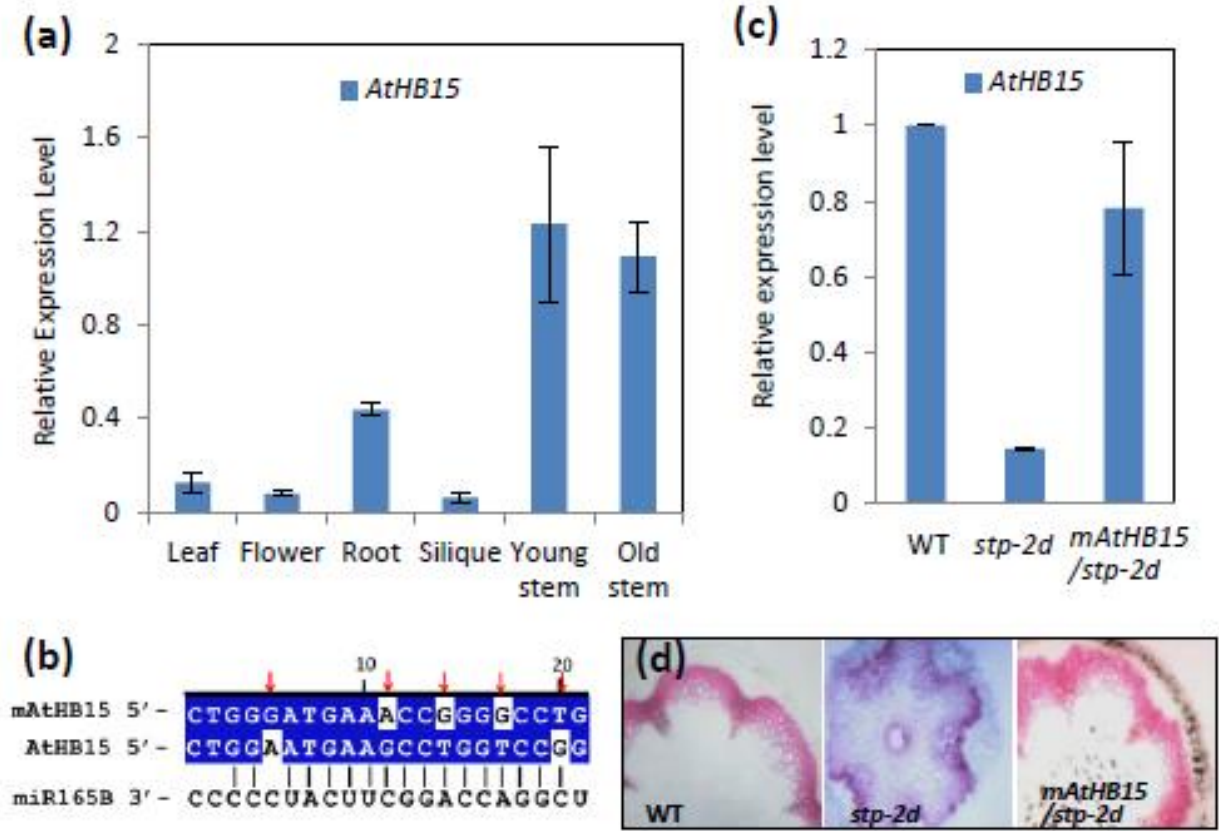 (a)
2
1.6
1.2
0.8
0.4
0
Relative Expression Level
AtHB15
Leaf Flower Root Silique Young Old
stem stem
(c)
1.2
1
0.8
0.6
0.4
0.2
0
Relative expression level
AtHB15
WT stp-2d mAtHB15
/stp-2d
(b)
10 20
mAtHB15 5′- CTGGGATGAAACCGGGGCCTG
AtHB15 5′- CTGGAATGAAGCCTGGTCCGG
miR165B 3′- CCCCCUACUUCGGACCAGGCU
(d)
WT
stp-2d
mAtHB15
/stp-2d